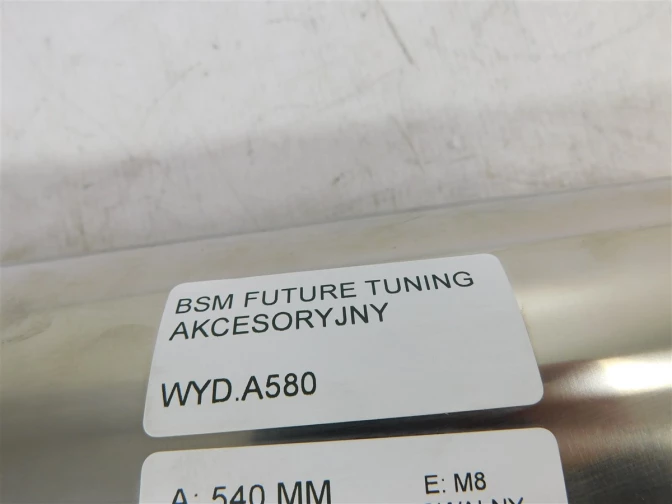 BSM FUTURE TUNING
AKCESORYJNY
WYD.A580
A: 540 MM
E: M8